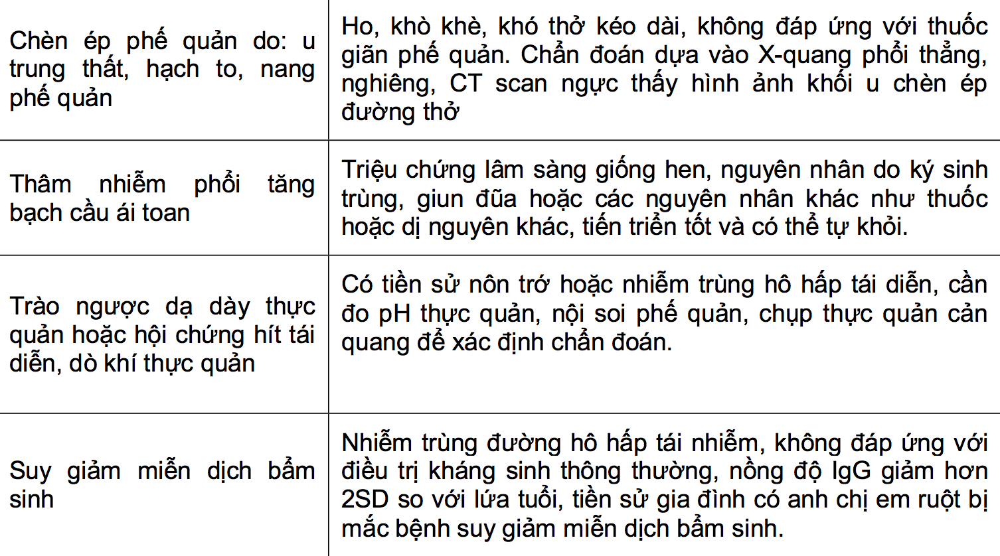 Chèn ép phế quản do: u
trung thất, hạch to, nang
phế quản
Ho, khò khè, khó thở kéo dài, không đáp ứng với thuốc
giãn phế quản. Chẩn đoán dựa vào X-quang phổi thẳng,
nghiêng, CT scan ngực thấy hình ảnh khối u chèn ép
đường thở
Thâm nhiễm phổi tăng
bạch cầu ái toan
Triệu chứng lâm sàng giống hen, nguyên nhân do ký sinh
trùng, giun đũa hoặc các nguyên nhân khác như thuốc
hoặc dị nguyên khác, tiến triển tốt và có thể tự khỏi.
Trào ngược dạ dày thực
quản hoặc hội chứng hít tái
diễn, dò khí thực quản
Có tiền sử nôn trớ hoặc nhiễm trùng hô hấp tái diễn, cần
đo pH thực quản, nội soi phế quản, chụp thực quản cản
quang để xác định chẩn đoán.
Suy giảm miễn dịch bẩm
sinh
Nhiễm trùng đường hô hấp tái nhiễm, không đáp ứng với
điều trị kháng sinh thông thường, nồng độ IgG giảm hơn
2SD so với lứa tuổi, tiền sử gia đình có anh chị em ruột bị
mắc bệnh suy giảm miễn dịch bẩm sinh.